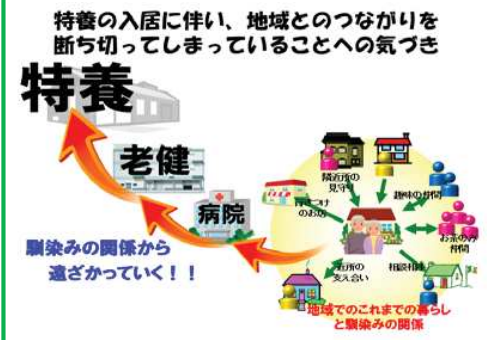 特養の入居に伴い、地域とのつながりを
断ち切ってしまっていることへの気づき
特養
老健
病院
馴染みの関係から
遠ざかっていく！！
隣近所の
見守り
趣味の仲間
行きつけ
のお店
お茶のみ
仲間
近所の
支え合い
相談相手
地域でのこれまでの暮らし
と馴染みの関係